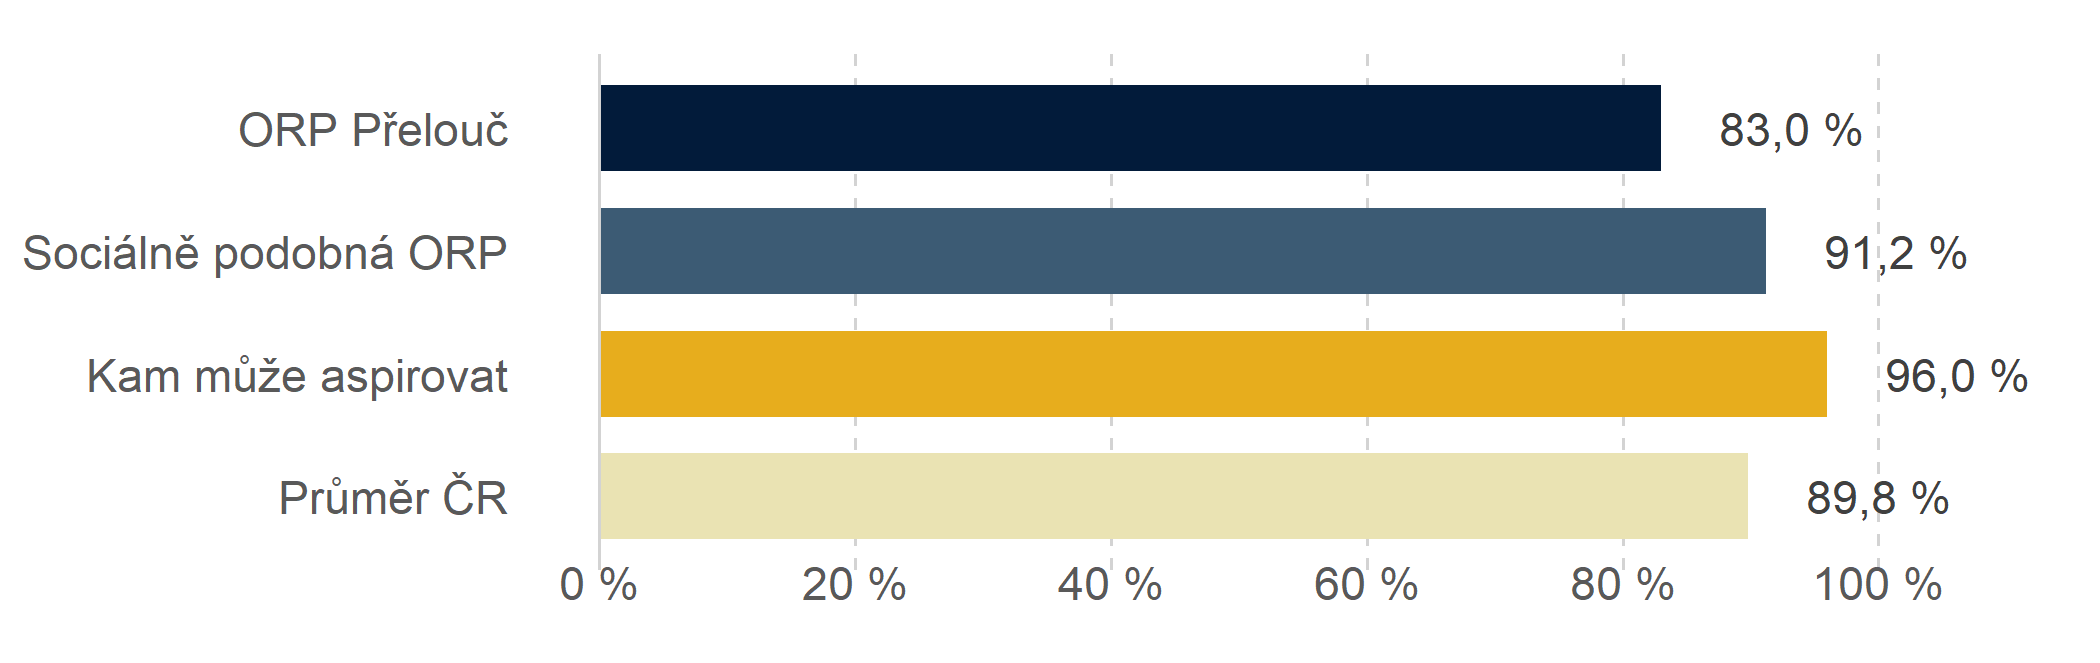 ORP Přelouč 83,0 %
Sociálně podobná ORP 91,2 %
Kam může aspirovat 96,0 %
Průměr ČR 89,8 %
0 % 20 % 40 % 60 % 80 % 100 %